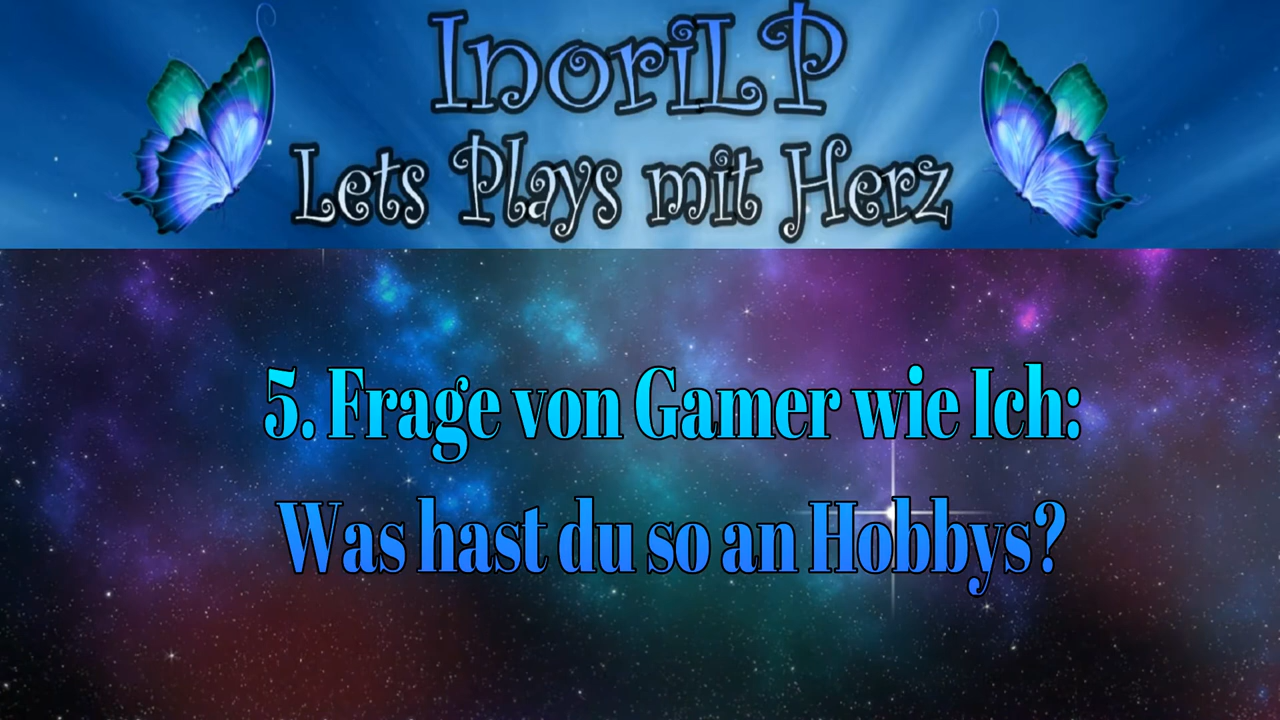 InoriLP
Lets Plays mit Herz
5. Frage von Gamer wie Ich:
Was hast du so an Hobbys?